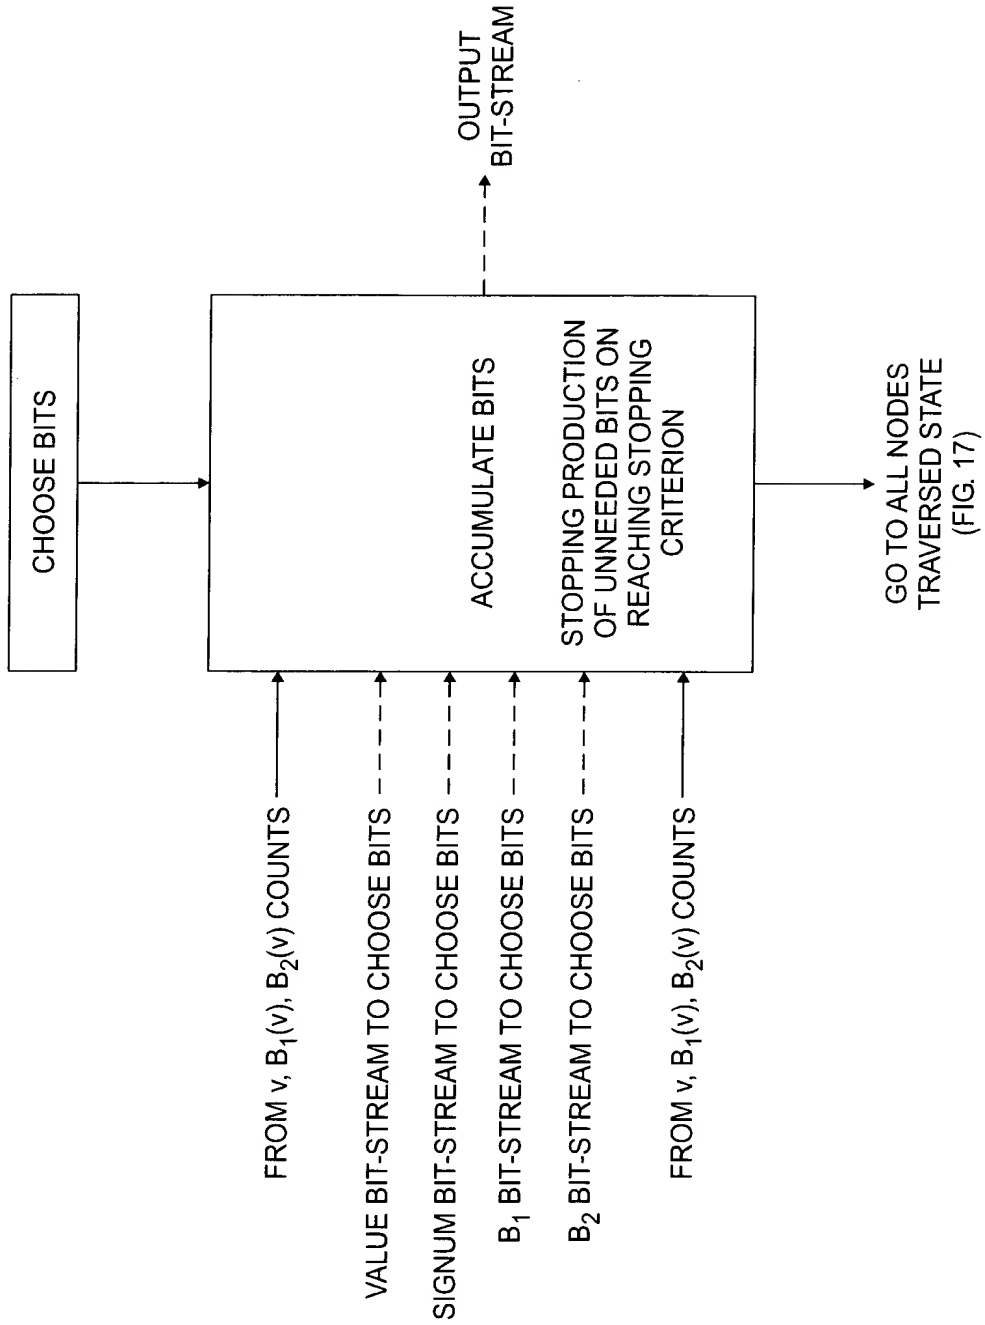 CHOOSE BITS
FROM v, B₁(v), B₂(v) COUNTS
VALUE BIT-STREAM TO CHOOSE BITS
SIGNUM BIT-STREAM TO CHOOSE BITS
B₁ BIT-STREAM TO CHOOSE BITS
B₂ BIT-STREAM TO CHOOSE BITS
FROM v, B₁(v), B₂(v) COUNTS
ACCUMULATE BITS
STOPPING PRODUCTION
OF UNNEEDED BITS ON
REACHING STOPPING
CRITERION
OUTPUT
BIT-STREAM
GO TO ALL NODES
TRAVERSED STATE
(FIG. 17)